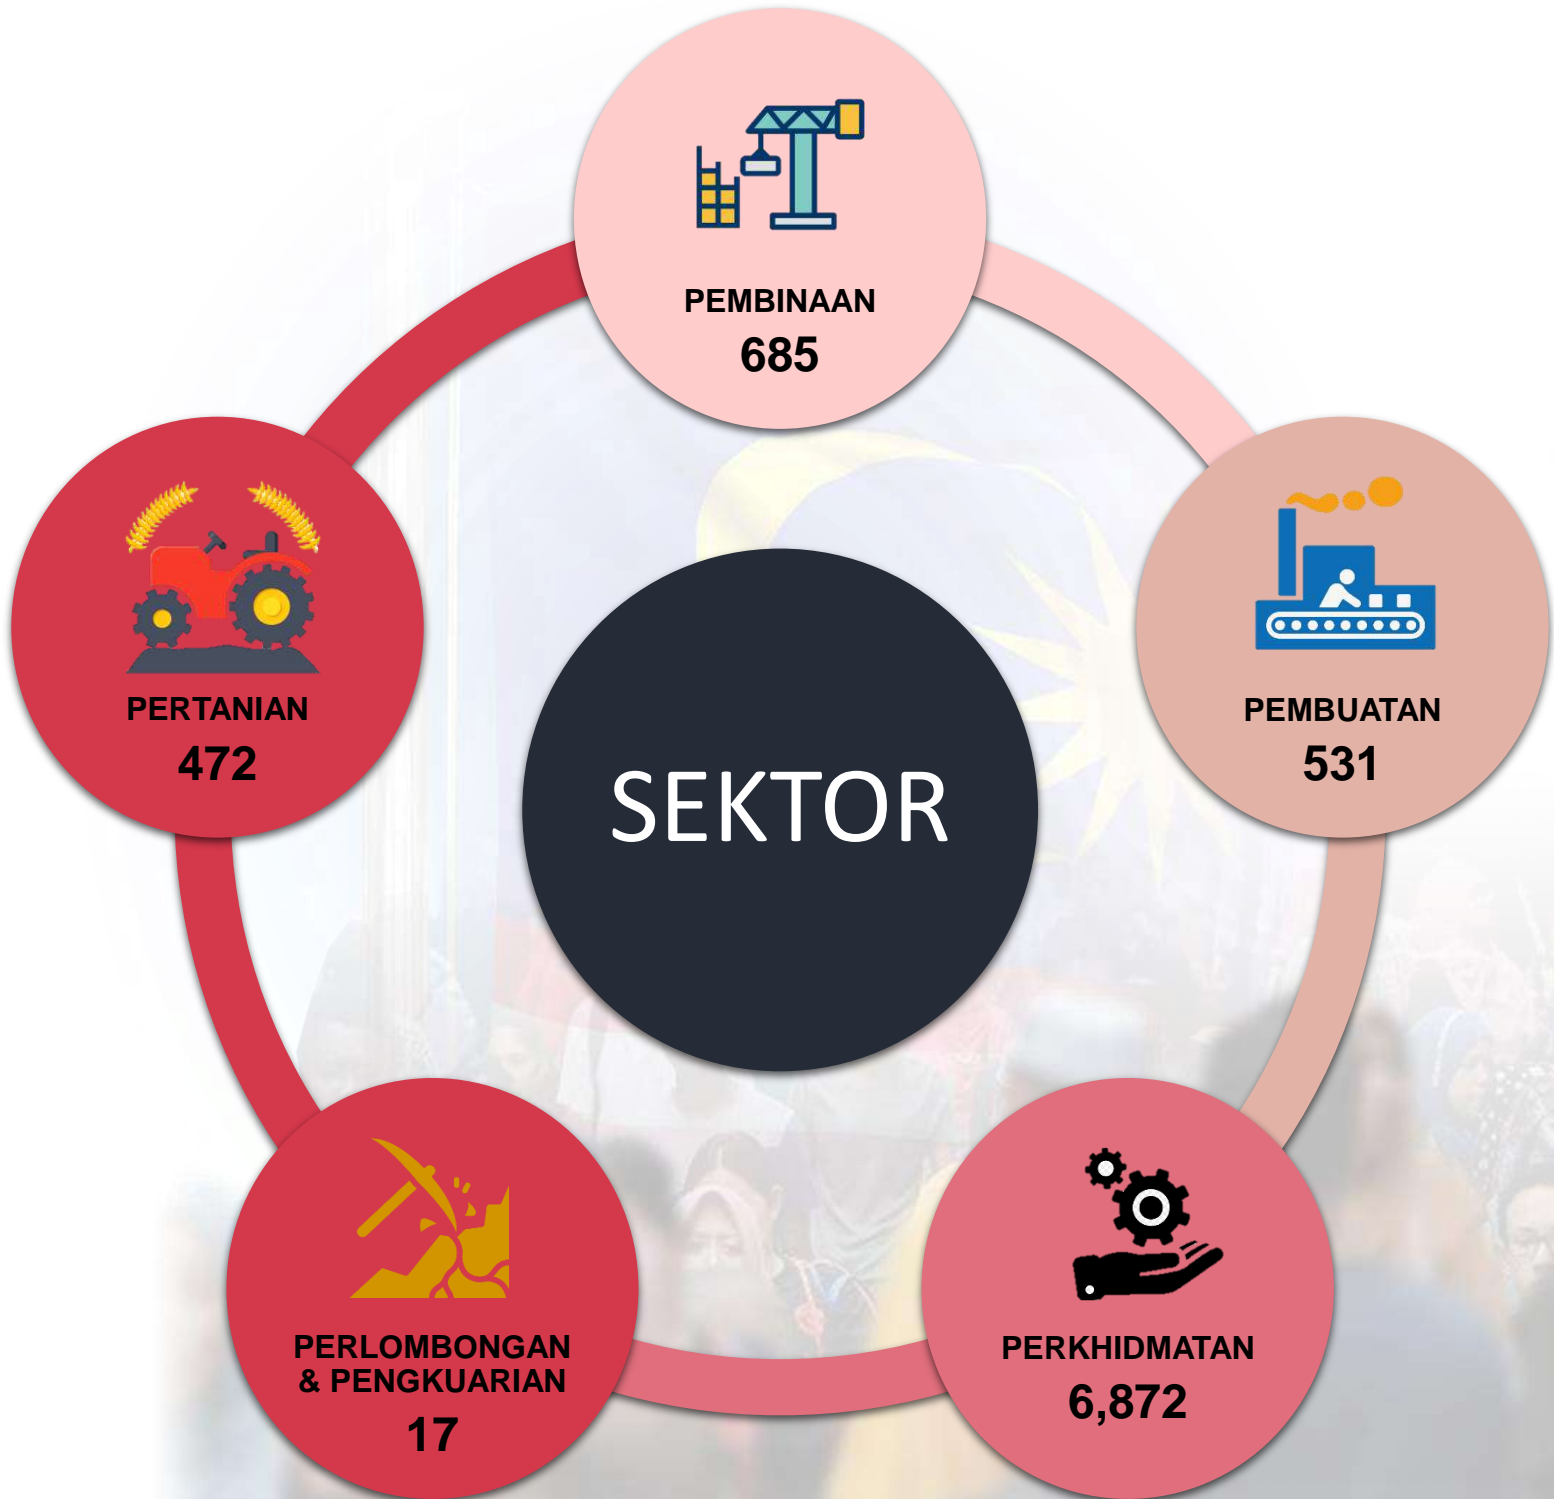 PEMBINAAN
685
PERTANIAN
472
PEMBUATAN
531
SEKTOR
PERLOMBONGAN
& PENGKUARIAN
17
PERKHIDMATAN
6,872